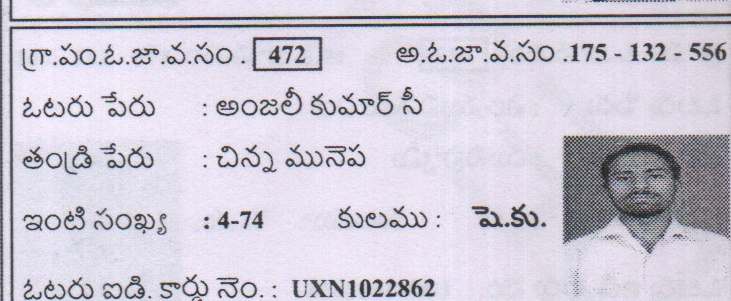 గ్రా.పం.ఓ.జా.వ.సం 472 అ.ఓ.జా.వ.సం .175 - 132 - 556
ఓటరు పేరు : అంజలీ కుమార్ సీ
తండ్రి పేరు : చిన్న మునెప
ఇంటి సంఖ్య : 4-74 కులము : షె.కు.
ఓటరు ఐడి. కార్డు నెం. : UXN1022862